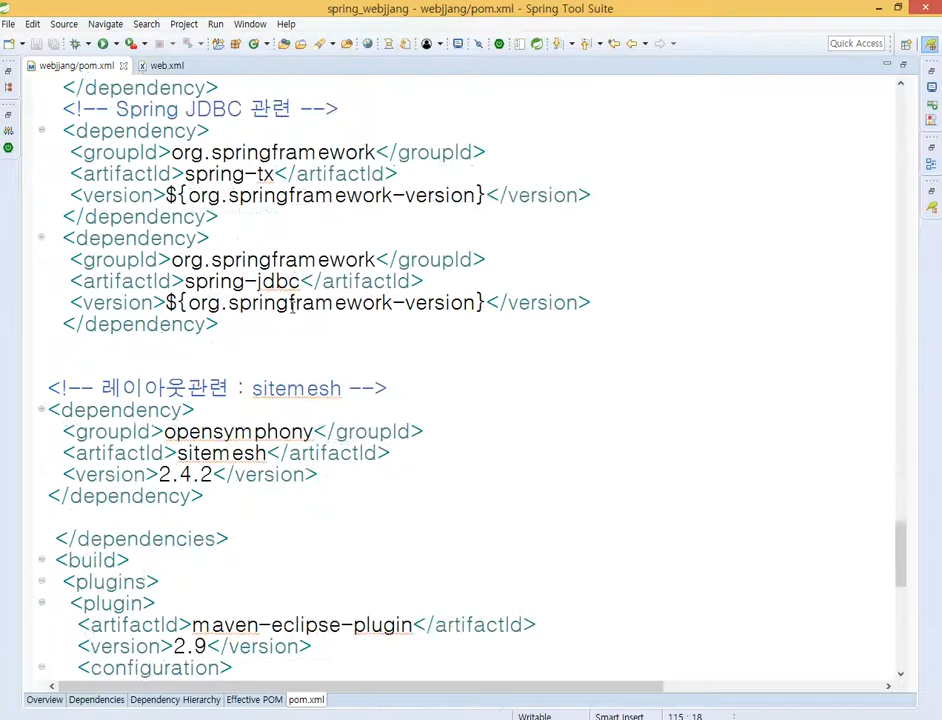 spring_webjjang - webjjang/pom.xml - Spring Tool Suite
File Edit Source Navigate Search Project Run Window Help
Quick Access
webjjang/pom.xml web.xml
</dependency>
<!-- Spring JDBC 관련 -->
<dependency>
<groupId>org.springframework</groupId>
<artifactId>spring-tx</artifactId>
<version>${org.springframework-version}</version>
</dependency>
<dependency>
<groupId>org.springframework</groupId>
<artifactId>spring-jdbc</artifactId>
<version>${org.springframework-version}</version>
</dependency>
<!-- 레이아웃관련 : sitemesh -->
<dependency>
<groupId>opensymphony</groupId>
<artifactId>sitemesh</artifactId>
<version>2.4.2</version>
</dependency>
</dependencies>
<build>
<plugins>
<plugin>
<artifactId>maven-eclipse-plugin</artifactId>
<version>2.9</version>
<configuration>
Overview Dependencies Dependency Hierarchy Effective POM pom.xml
Writable Smart Insert 115 : 18